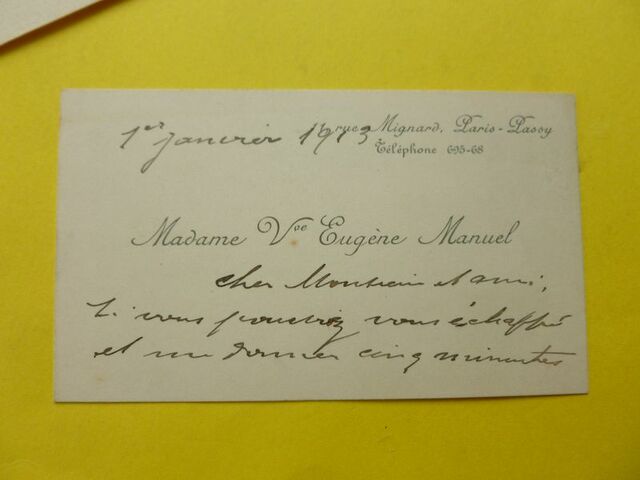 1er janvier 1913 rue Mignard, Paris-Passy
Téléphone 695-68
Madame Vve Eugène Manuel
cher Monsieur et ami,
Si vous pouviez vous échapper
et me donner cinq minutes